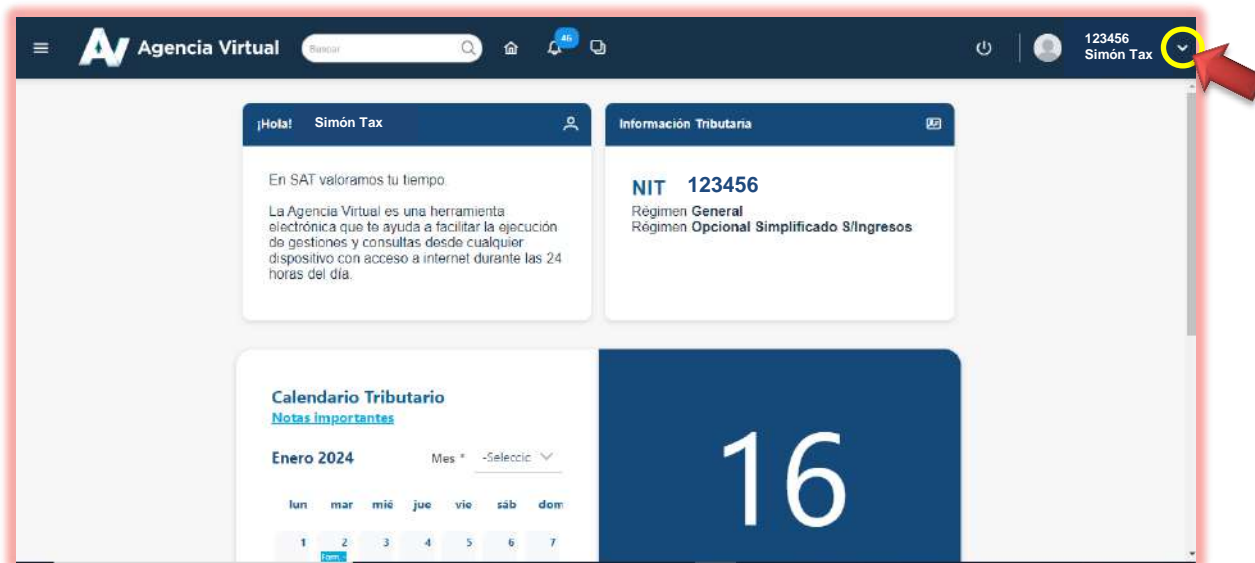 Agencia Virtual
Buscar
46
123456
Simón Tax
¡Hola! Simón Tax
En SAT valoramos tu tiempo.
La Agencia Virtual es una herramienta
electrónica que te ayuda a facilitar la ejecución
de gestiones y consultas desde cualquier
dispositivo con acceso a internet durante las 24
horas del día.
Información Tributaria
NIT 123456
Régimen General
Régimen Opcional Simplificado S/Ingresos
Calendario Tributario
Notas importantes
Enero 2024 Mes * -Seleccic
lun mar mié jue vie sáb dom
1 2 3 4 5 6 7
Form. -
16